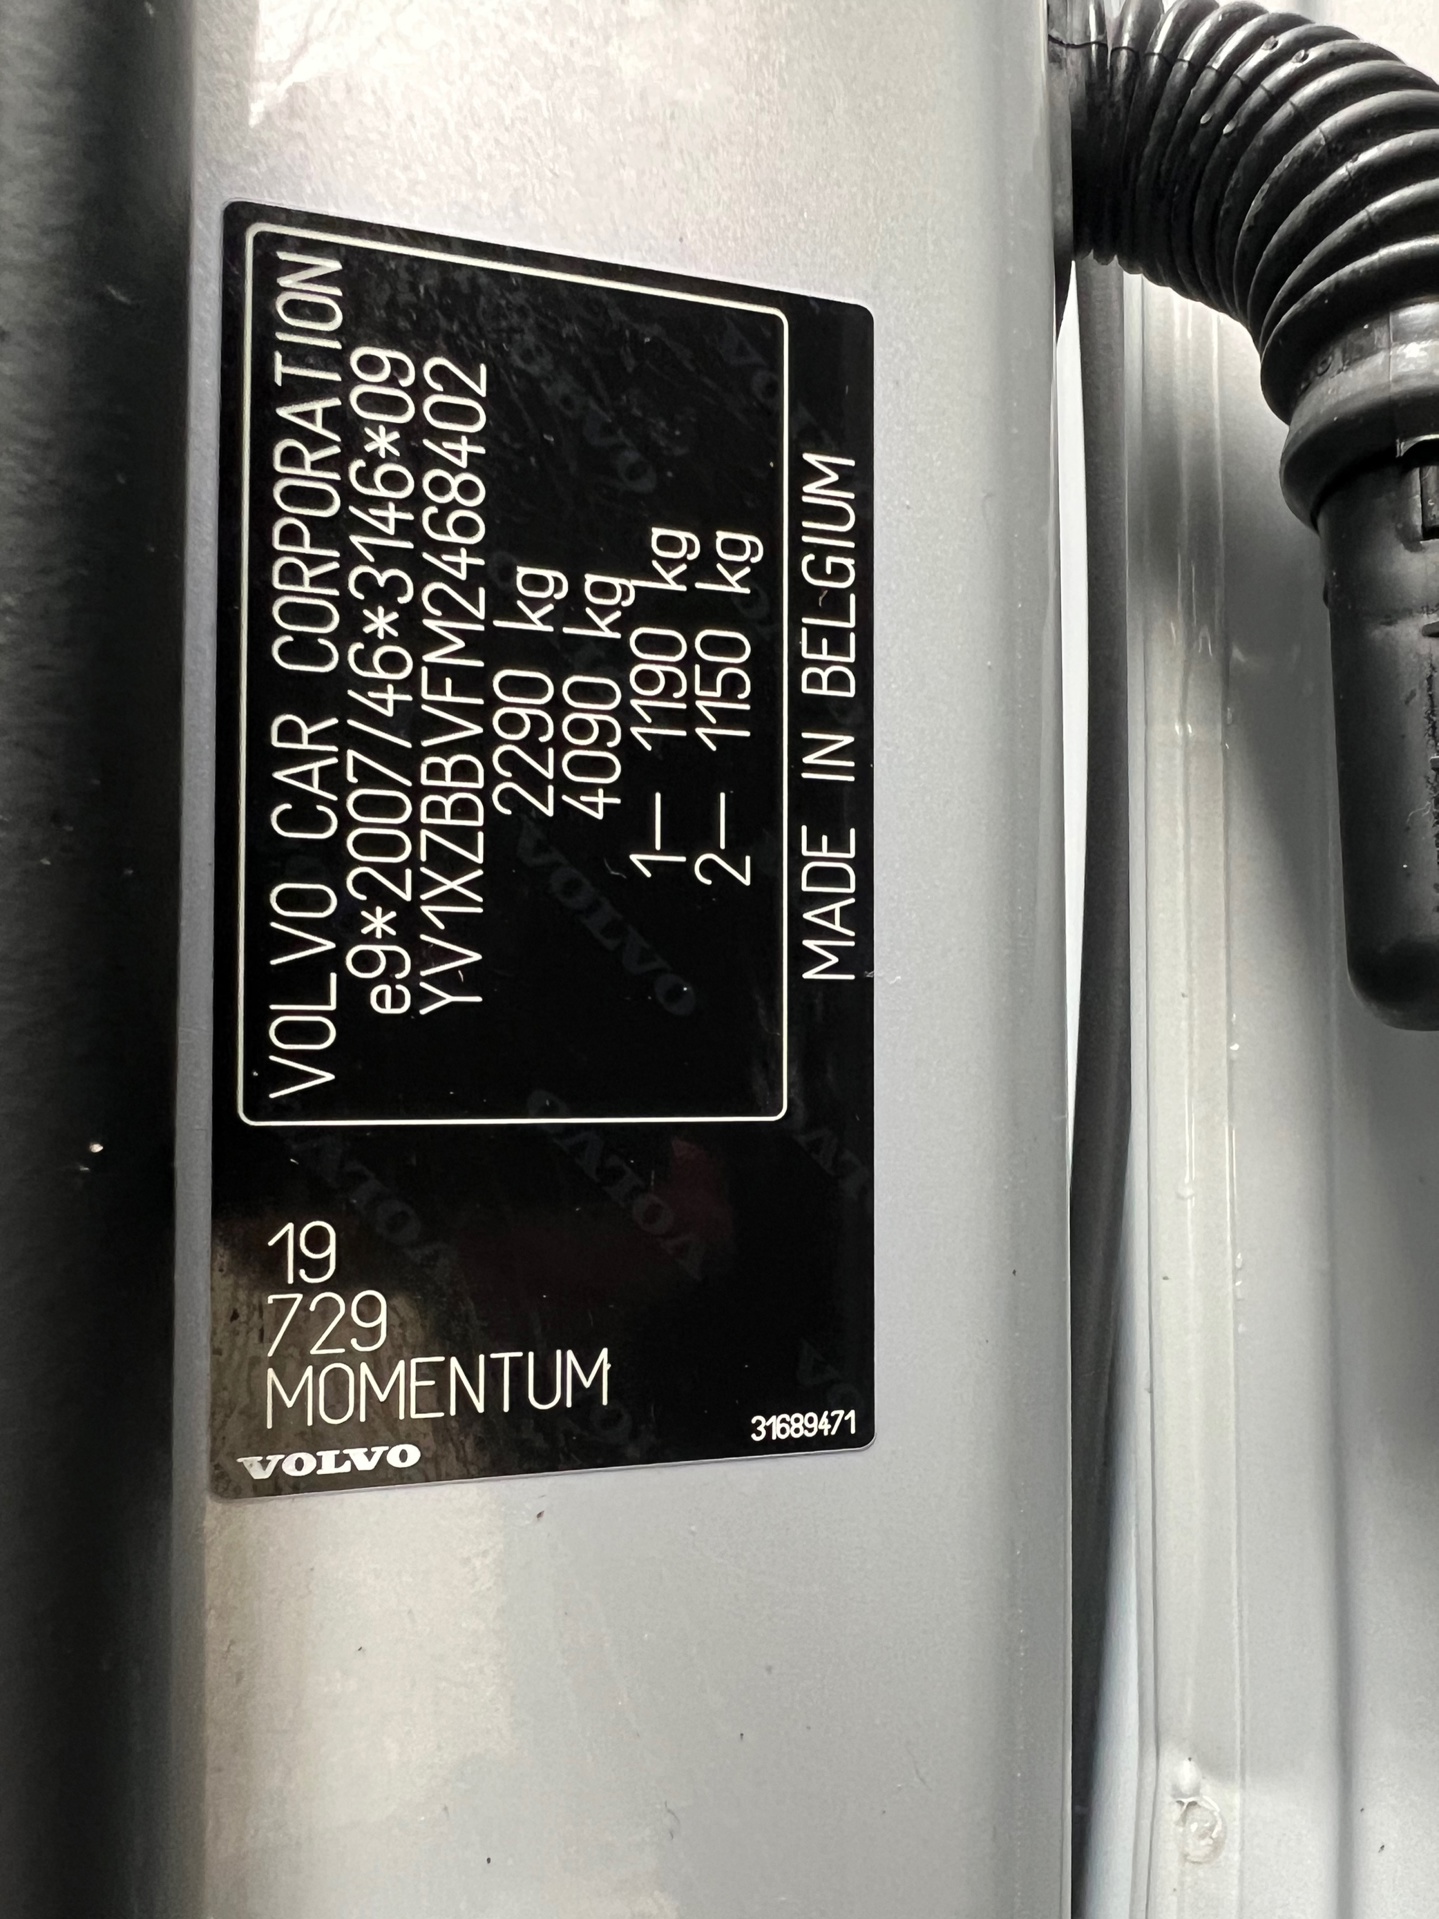 VOLVO CAR CORPORATION
e9*2007/46*3146*09
YV1XZBBVFM2468402
2290 kg
4090 kg
1— 1190 kg
2— 1150 kg
MADE IN BELGIUM
19
729
MOMENTUM
VOLVO
31689471